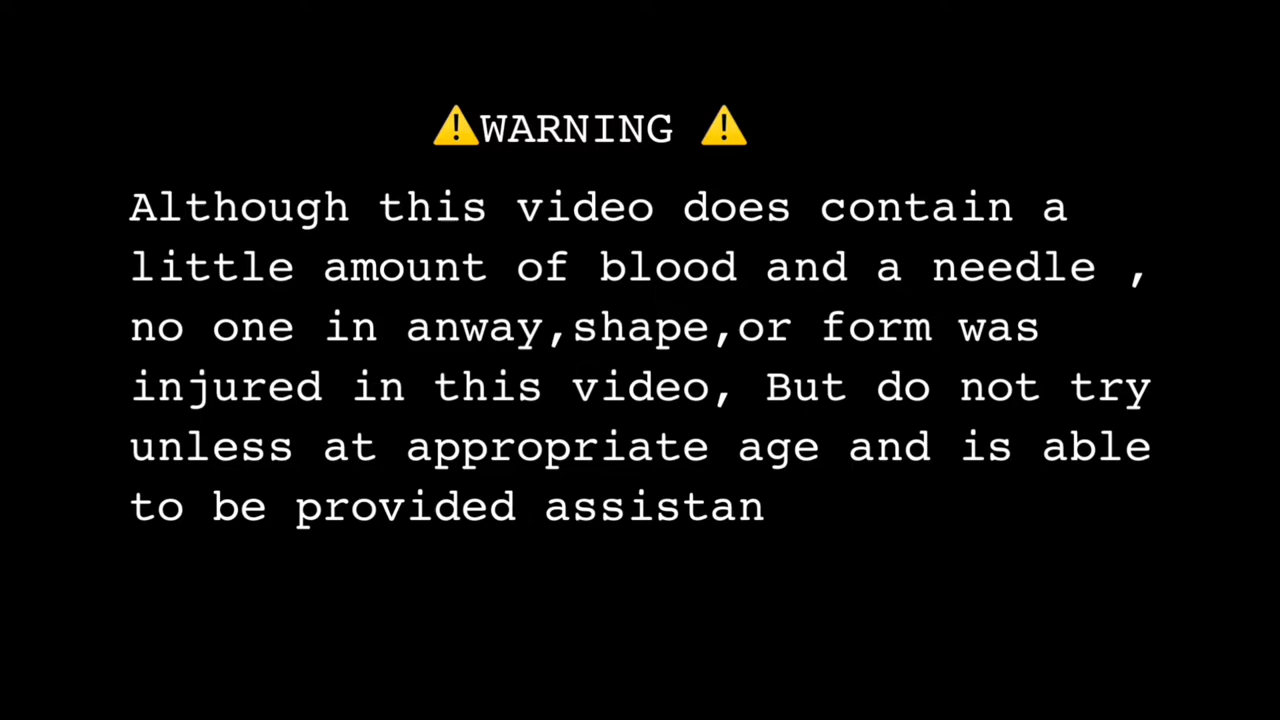 ⚠️WARNING ⚠️
Although this video does contain a
little amount of blood and a needle ,
no one in anway,shape,or form was
injured in this video, But do not try
unless at appropriate age and is able
to be provided assistan